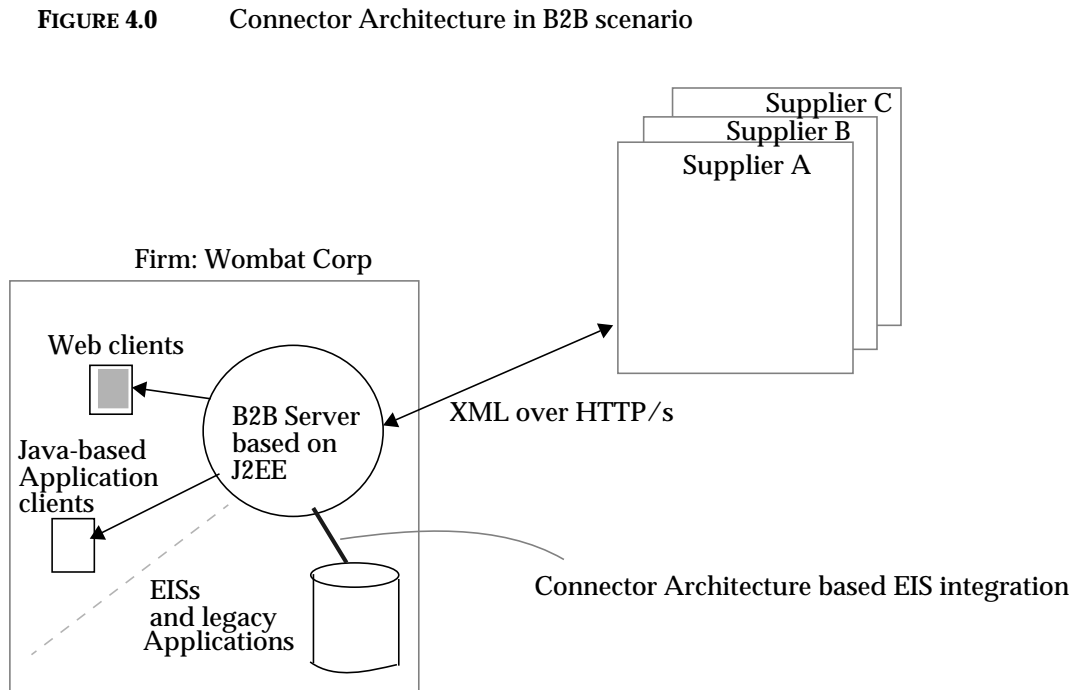 FIGURE 4.0 Connector Architecture in B2B scenario
Supplier C
Supplier B
Supplier A
Firm: Wombat Corp
Web clients
B2B Server
based on
J2EE
XML over HTTP/s
Java-based
Application
clients
EISs
and legacy
Applications
Connector Architecture based EIS integration